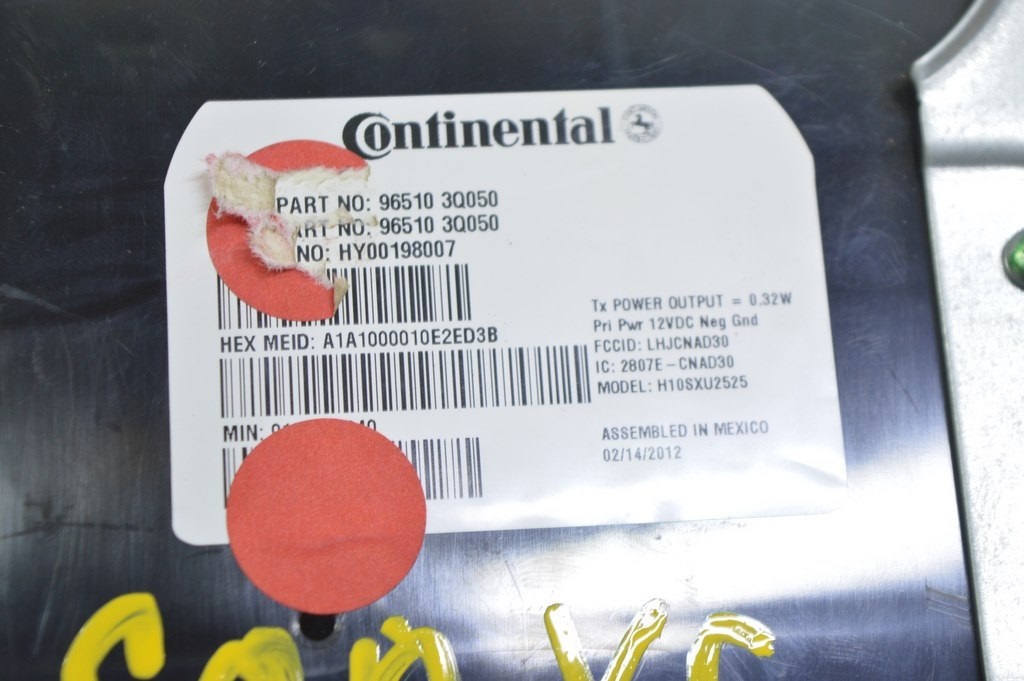 Continental
PART NO: 96510 3Q050
PART NO: 96510 3Q050
NO: HY00198007
HEX MEID: A1A1000010E2ED3B
MIN:
Tx POWER OUTPUT = 0.32W
Pri Pwr 12VDC Neg Gnd
FCCID: LHJCNAD30
IC: 2807E-CNAD30
MODEL: H10SXU2525
ASSEMBLED IN MEXICO
02/14/2012